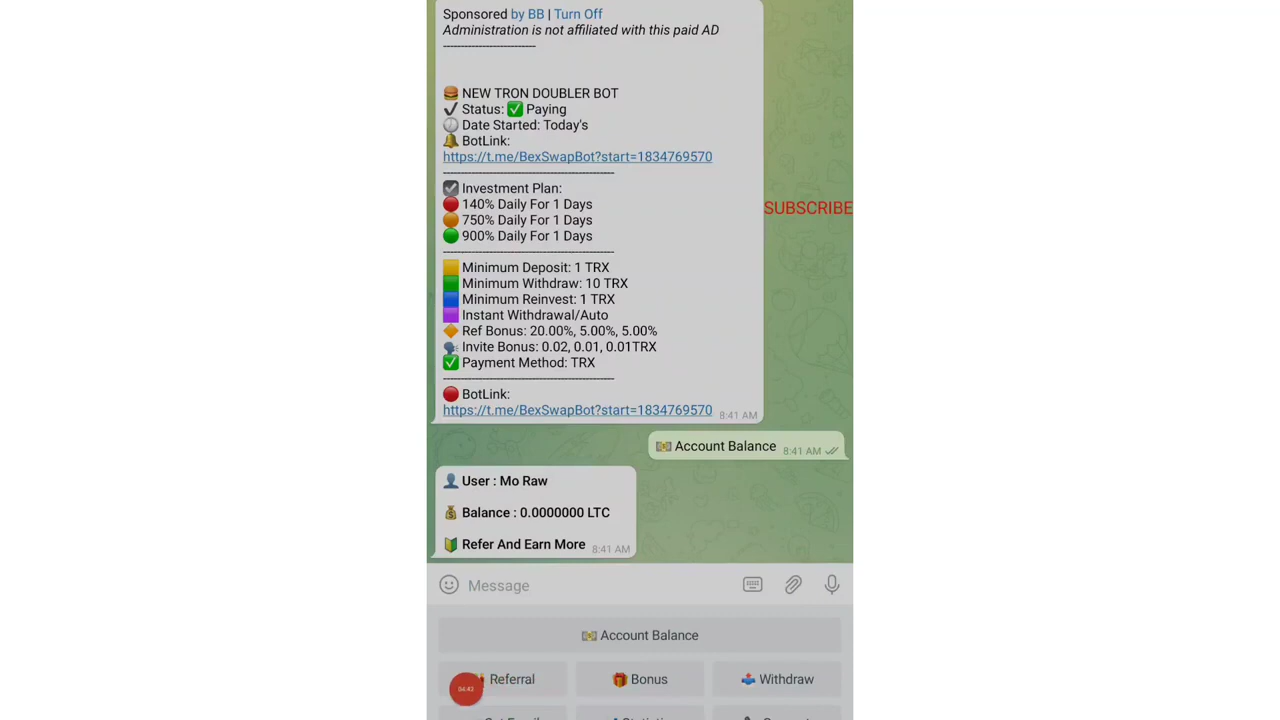 Sponsored by BB | Turn Off
Administration is not affiliated with this paid AD
--------------------------
🍔 NEW TRON DOUBLER BOT
✔ Status: ✅ Paying
🕖 Date Started: Today's
🔔 BotLink:
https://t.me/BexSwapBot?start=1834769570
------------------------------------------------
☑ Investment Plan:
🔴 140% Daily For 1 Days
SUBSCRIBE
🟠 750% Daily For 1 Days
🟢 900% Daily For 1 Days
------------------------------------------------
🟨 Minimum Deposit: 1 TRX
🟩 Minimum Withdraw: 10 TRX
🟦 Minimum Reinvest: 1 TRX
🟪 Instant Withdrawal/Auto
🔶 Ref Bonus: 20.00%, 5.00%, 5.00%
🗣 Invite Bonus: 0.02, 0.01, 0.01TRX
✅ Payment Method: TRX
------------------------------------------------
🔴 BotLink:
https://t.me/BexSwapBot?start=1834769570 8:41 AM
💵 Account Balance 8:41 AM
👤 User : Mo Raw
💰 Balance : 0.0000000 LTC
🔰 Refer And Earn More 8:41 AM
Message
💵 Account Balance
Referral
🎁 Bonus
📤 Withdraw
04:43